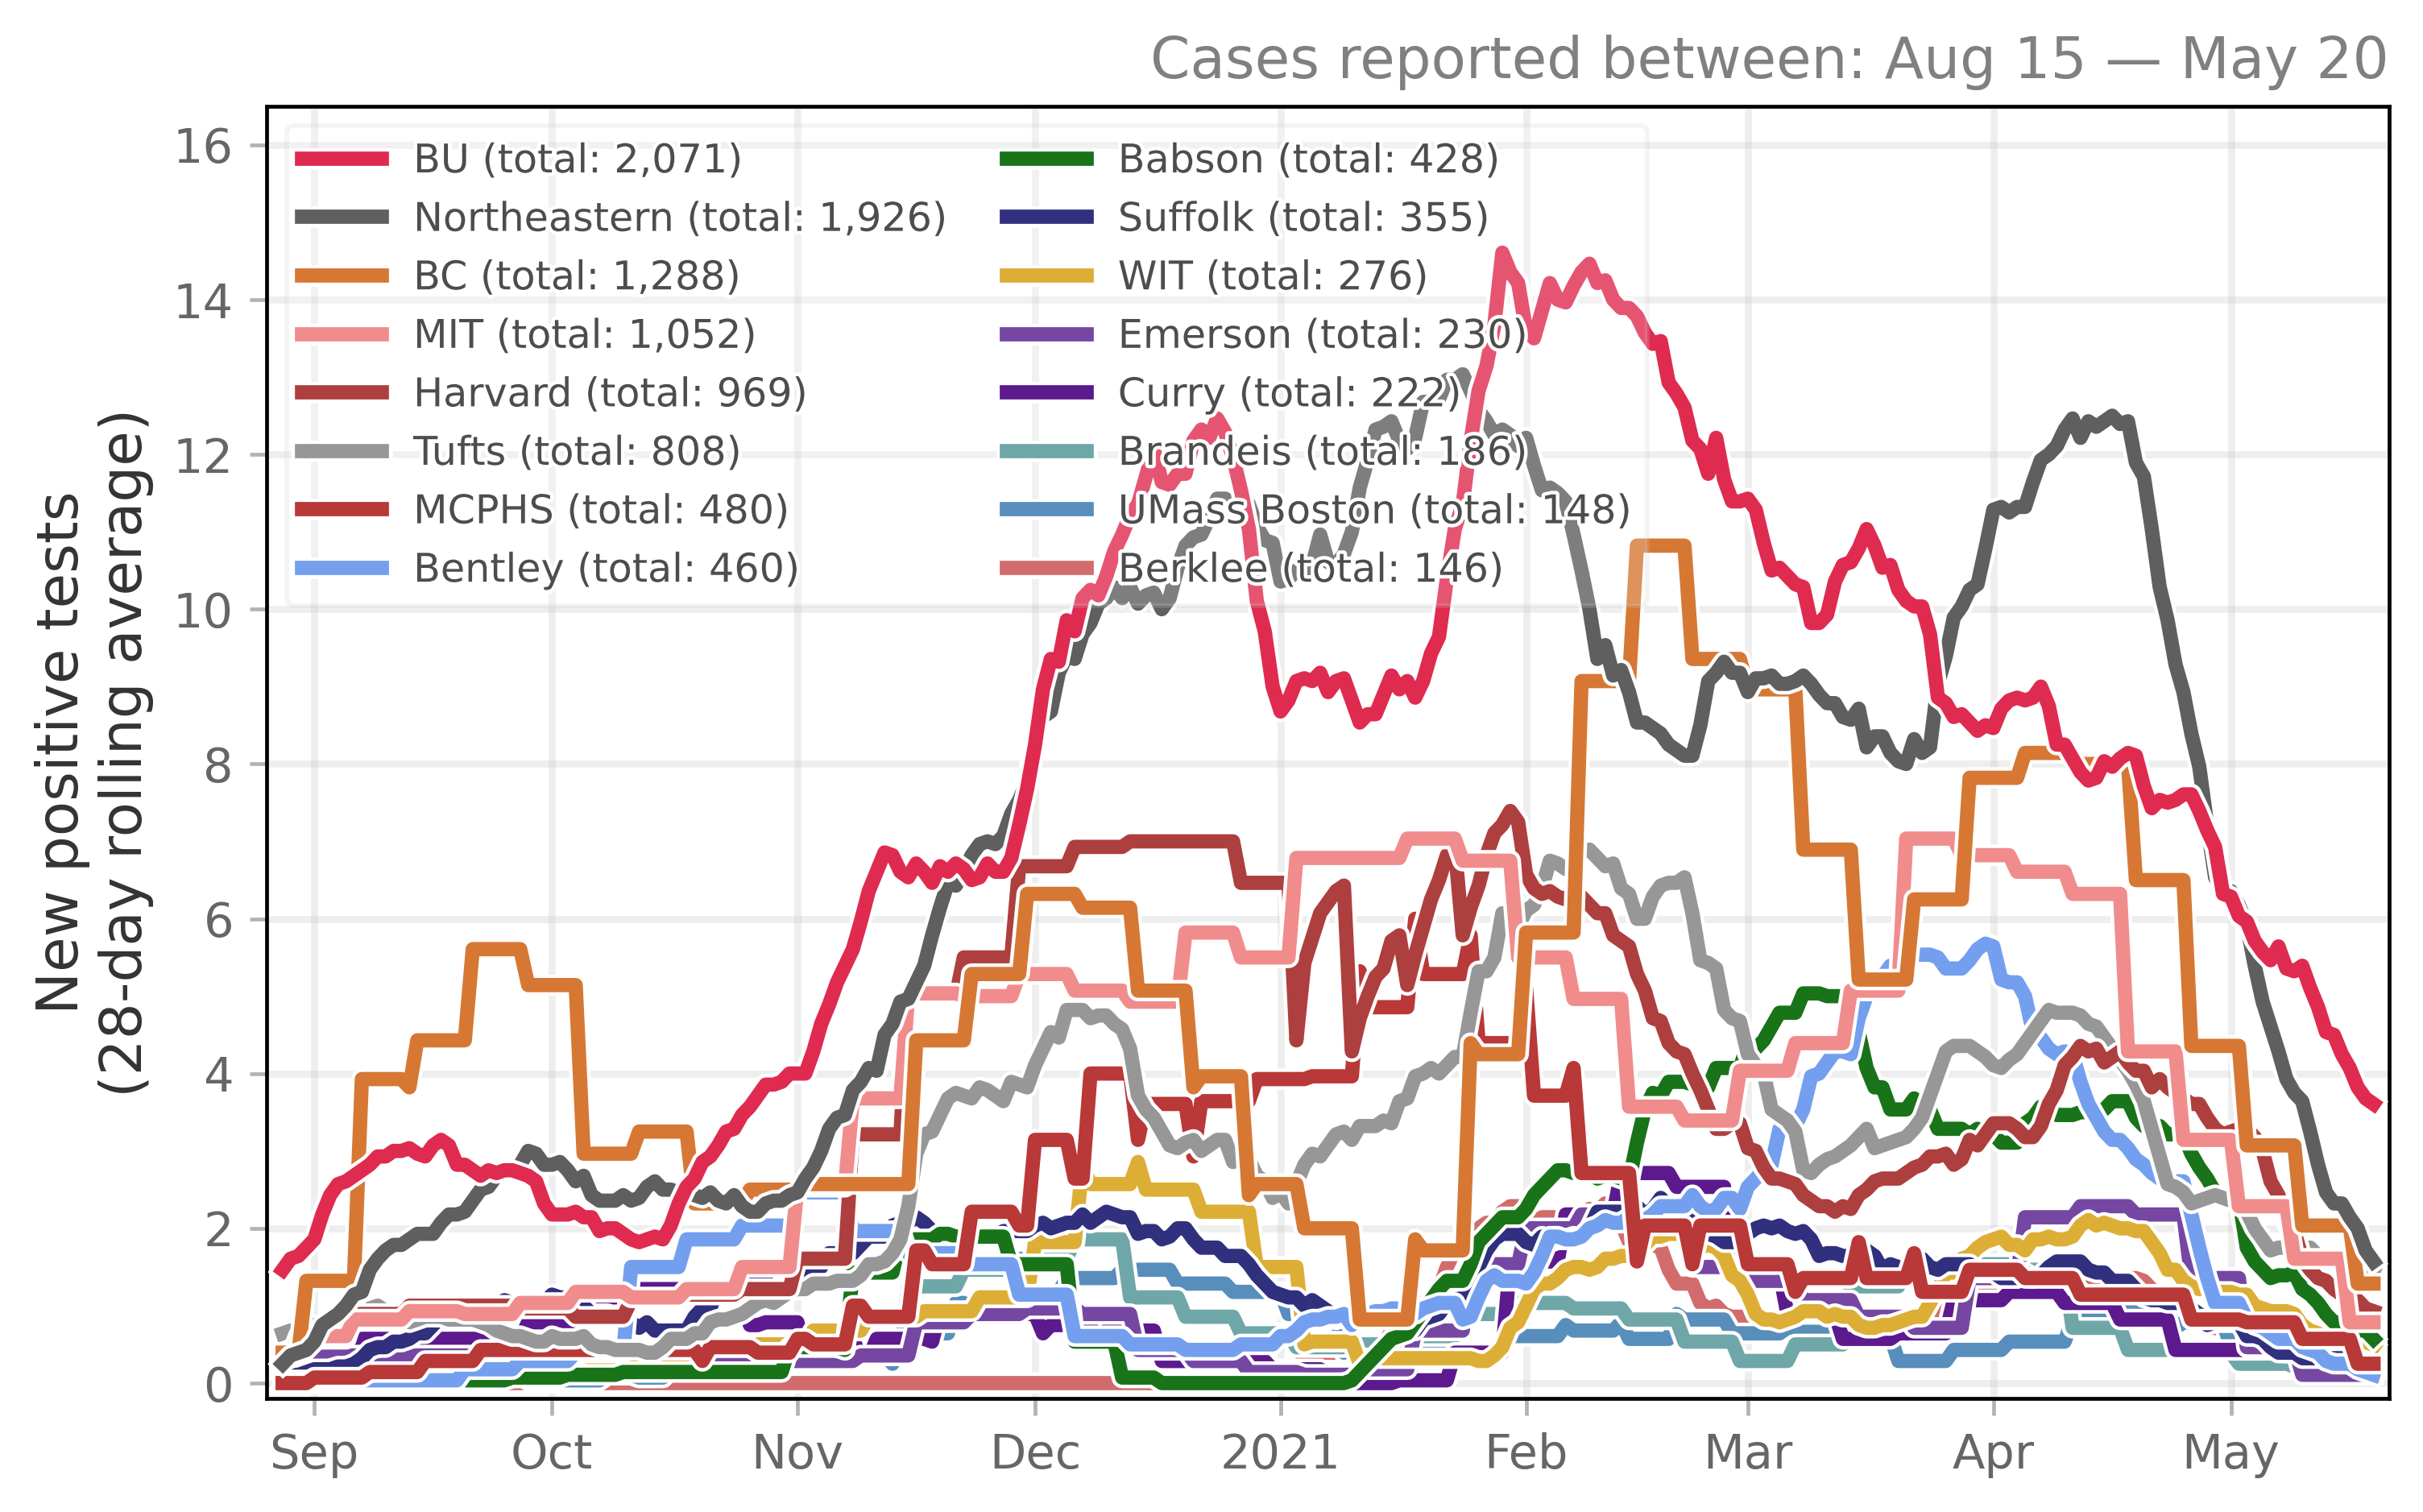 Cases reported between: Aug 15 — May 20
New positive tests
(28-day rolling average)
16
14
12
10
8
6
4
2
0
BU (total: 2,071)
Northeastern (total: 1,926)
BC (total: 1,288)
MIT (total: 1,052)
Harvard (total: 969)
Tufts (total: 808)
MCPHS (total: 480)
Bentley (total: 460)
Babson (total: 428)
Suffolk (total: 355)
WIT (total: 276)
Emerson (total: 230)
Curry (total: 222)
Brandeis (total: 186)
UMass Boston (total: 148)
Berklee (total: 146)
Sep Oct Nov Dec 2021 Feb Mar Apr May